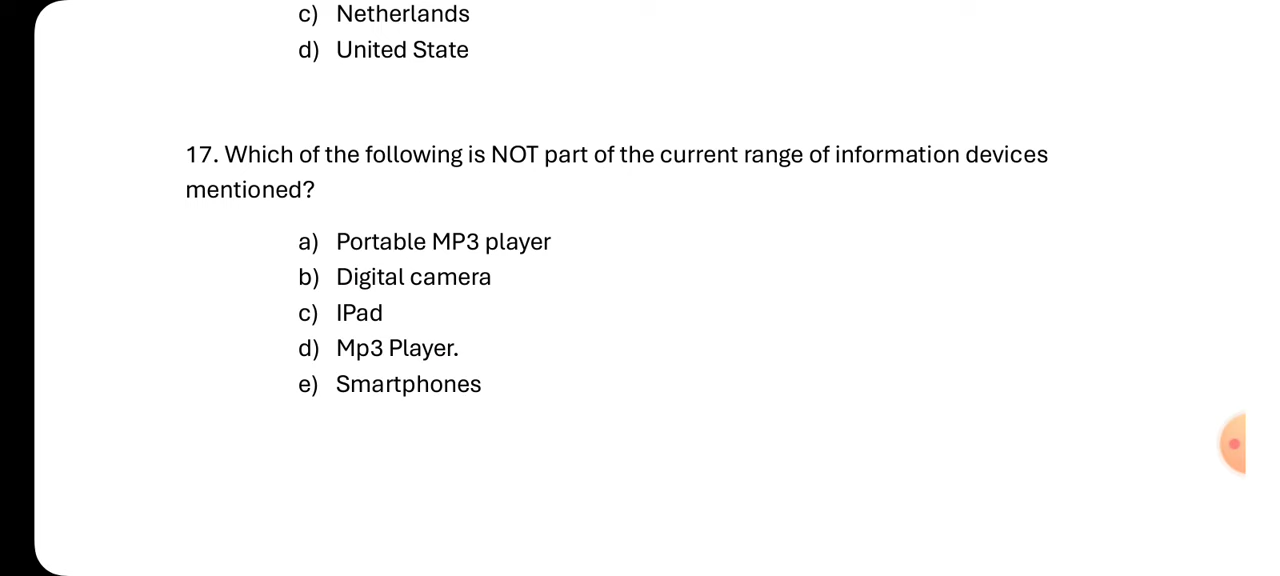 c) Netherlands
d) United State
17. Which of the following is NOT part of the current range of information devices
mentioned?
a) Portable MP3 player
b) Digital camera
c) IPad
d) Mp3 Player.
e) Smartphones